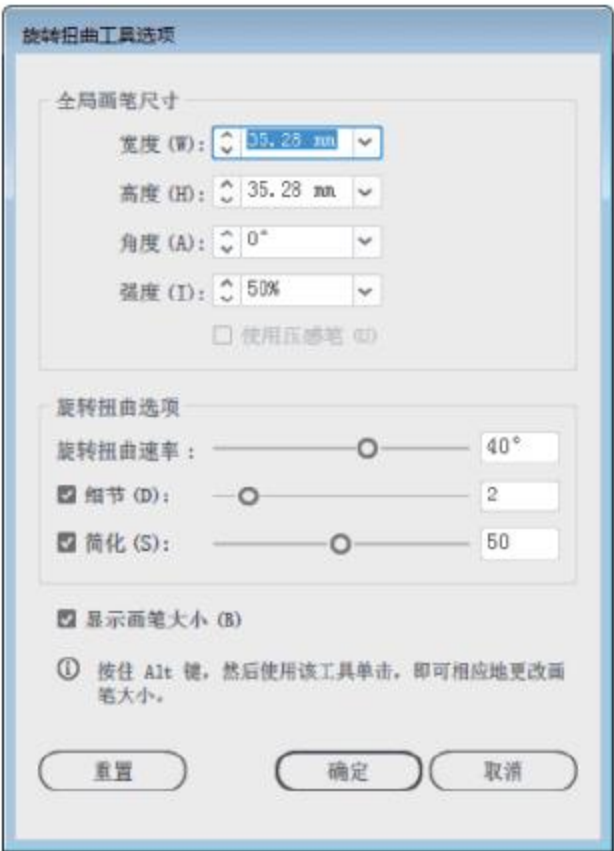 旋转扭曲工具选项
全局画笔尺寸
宽度 (W): 35.28 mm
高度 (H): 35.28 mm
角度 (A): 0°
强度 (I): 50%
使用压感笔 (U)
旋转扭曲选项
旋转扭曲速率 : 40°
细节 (D): 2
简化 (S): 50
显示画笔大小 (B)
按住 Alt 键，然后使用该工具单击，即可相应地更改画
笔大小。
重置 确定 取消